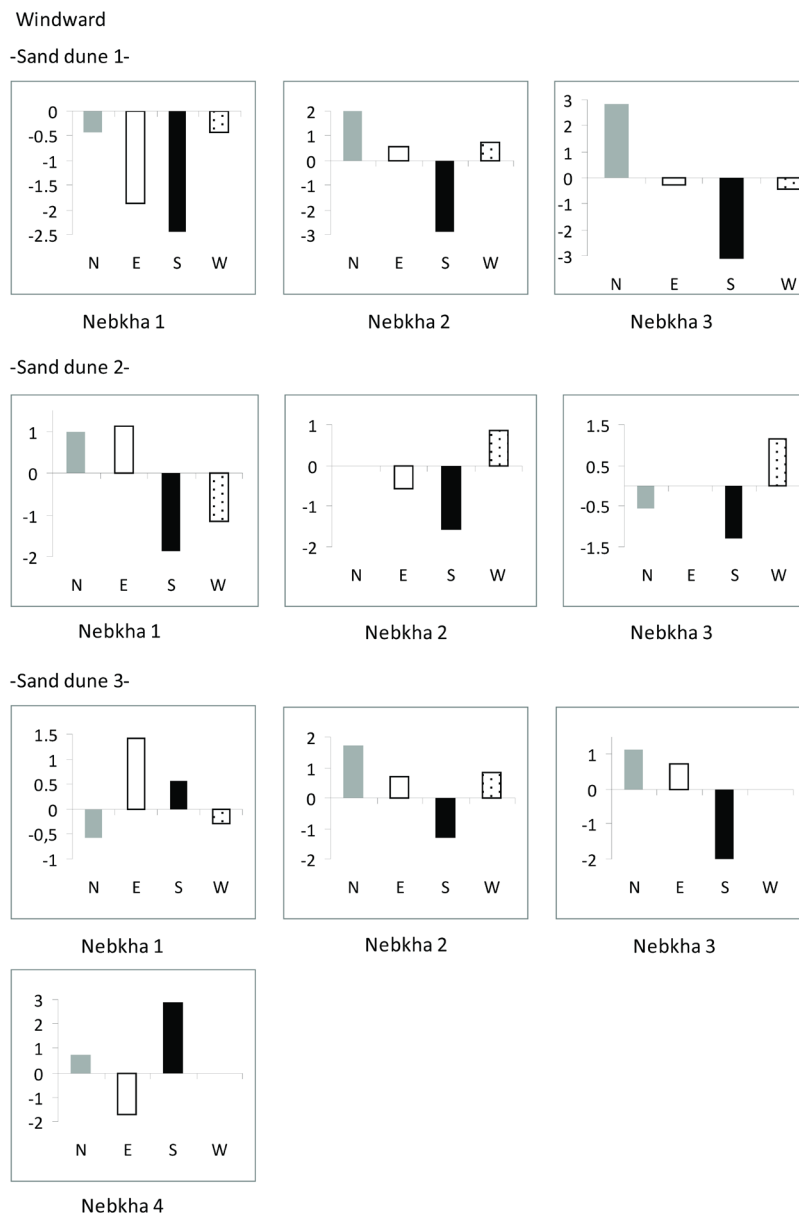 Windward
-Sand dune 1-
0
-0.5
-1
-1.5
-2
-2.5
N E S W
Nebkha 1
2
1
0
-1
-2
-3
N E S W
Nebkha 2
3
2
1
0
-1
-2
-3
N E S W
Nebkha 3
-Sand dune 2-
1
0
-1
-2
N E S W
Nebkha 1
1
0
-1
-2
N E S W
Nebkha 2
1.5
0.5
-0.5
-1.5
N E S W
Nebkha 3
-Sand dune 3-
1.5
1
0.5
0
-0,5
-1
N E S W
Nebkha 1
2
1
0
-1
-2
N E S W
Nebkha 2
1
0
-1
-2
N E S W
Nebkha 3
3
2
1
0
-1
-2
N E S W
Nebkha 4